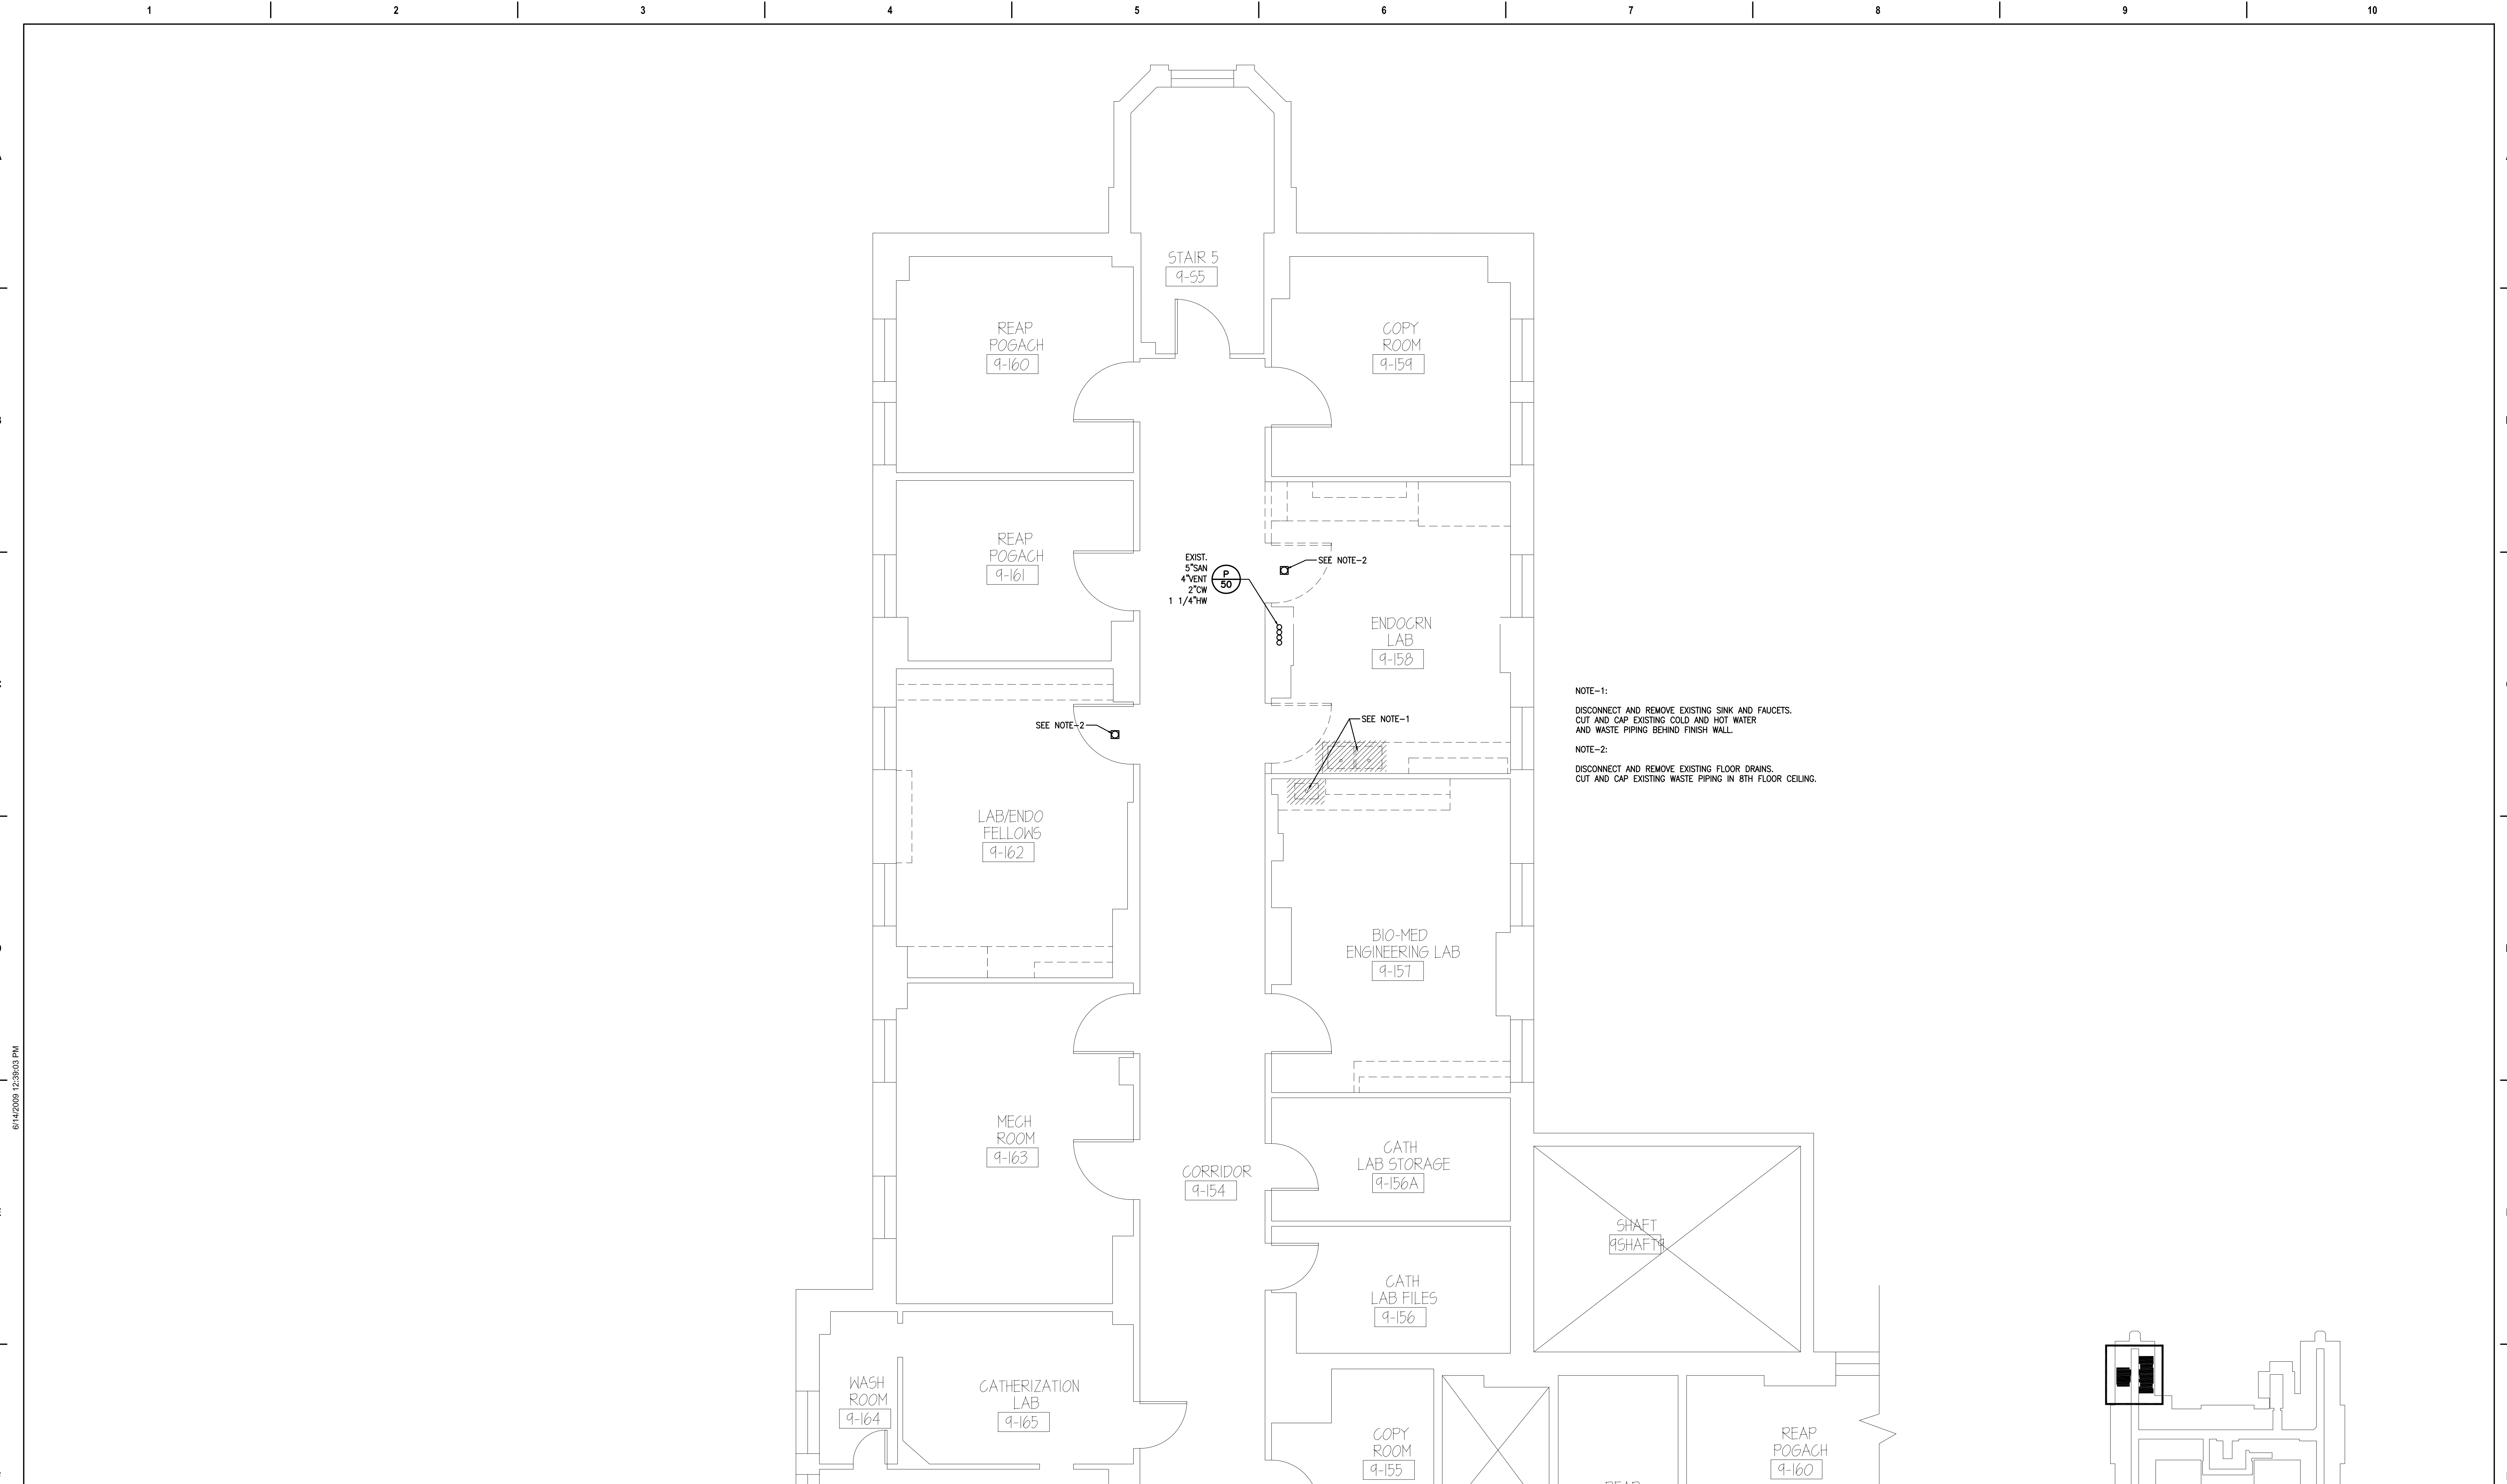 1 2 3 4 5 6 7 8 9 10
STAIR 5
9-S5
REAP
POGACH
9-160
COPY
ROOM
9-159
REAP
POGACH
9-161
EXIST.
5"SAN
4"VENT
2"CW
1 1/4"HW
P
50
SEE NOTE-2
ENDOCRN
LAB
9-158
SEE NOTE-2
SEE NOTE-1
NOTE-1:
DISCONNECT AND REMOVE EXISTING SINK AND FAUCETS.
CUT AND CAP EXISTING COLD AND HOT WATER
AND WASTE PIPING BEHIND FINISH WALL.
NOTE-2:
DISCONNECT AND REMOVE EXISTING FLOOR DRAINS.
CUT AND CAP EXISTING WASTE PIPING IN 8TH FLOOR CEILING.
LAB/ENDO
FELLOWS
9-162
BIO-MED
ENGINEERING LAB
9-157
6/14/2009 12:39:03 PM
MECH
ROOM
9-163
CORRIDOR
9-154
CATH
LAB STORAGE
9-156A
SHAFT
9SHAFT9
CATH
LAB FILES
9-156
WASH
ROOM
9-164
CATHERIZATION
LAB
9-165
COPY
ROOM
9-155
REAP
POGACH
9-160